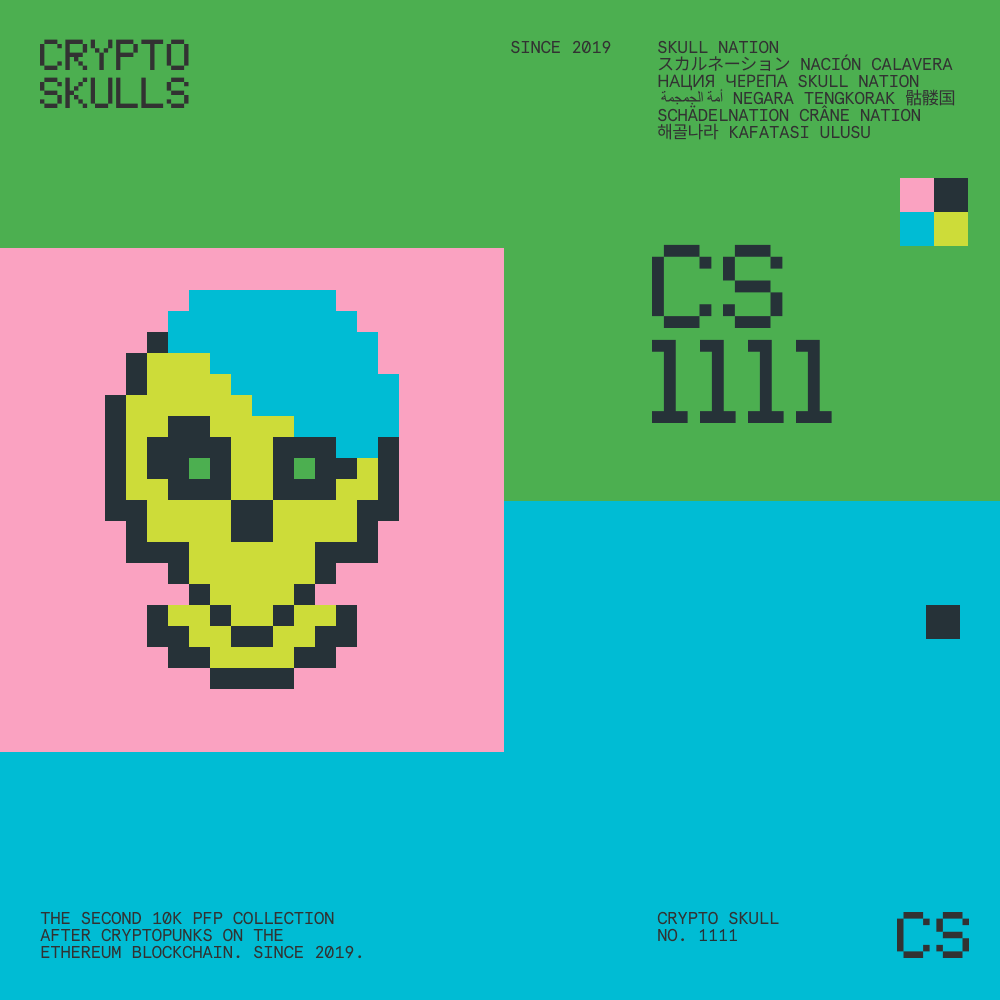 CRYPTO
SKULLS
SINCE 2019
SKULL NATION
スカルネーション NACIÓN CALAVERA
НАЦИЯ ЧЕРЕПА SKULL NATION
أمة الجمجمة NEGARA TENGKORAK 骷髅国
SCHÄDELNATION CRÂNE NATION
해골나라 KAFATASI ULUSU
CS
1111
THE SECOND 10K PFP COLLECTION
AFTER CRYPTOPUNKS ON THE
ETHEREUM BLOCKCHAIN. SINCE 2019.
CRYPTO SKULL
NO. 1111
CS